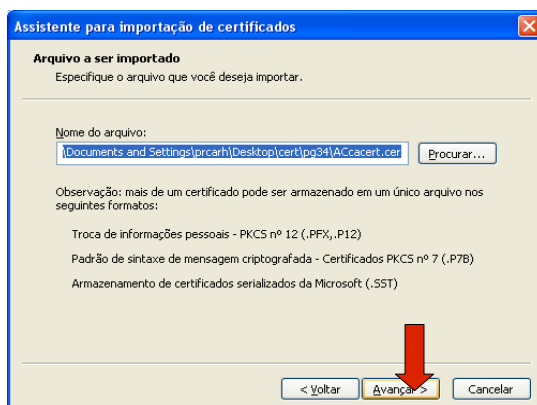 Assistente para importação de certificados
Arquivo a ser importado
Especifique o arquivo que você deseja importar.
Nome do arquivo:
\Documents and Settings\prcarh\Desktop\cert\pg34\ACcacert.cer Procurar...
Observação: mais de um certificado pode ser armazenado em um único arquivo nos
seguintes formatos:
Troca de informações pessoais - PKCS nº 12 (.PFX,.P12)
Padrão de sintaxe de mensagem criptografada - Certificados PKCS nº 7 (.P7B)
Armazenamento de certificados serializados da Microsoft (.SST)
< Voltar Avançar > Cancelar